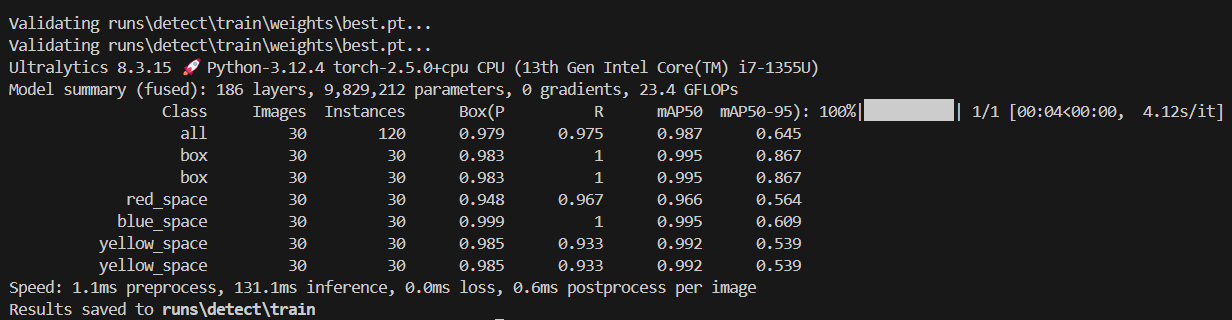 Validating runs\detect\train\weights\best.pt...
Validating runs\detect\train\weights\best.pt...
Ultralytics 8.3.15 🚀 Python-3.12.4 torch-2.5.0+cpu CPU (13th Gen Intel Core(TM) i7-1355U)
Model summary (fused): 186 layers, 9,829,212 parameters, 0 gradients, 23.4 GFLOPs
Class Images Instances Box(P R mAP50 mAP50-95): 100%|██████████| 1/1 [00:04<00:00, 4.12s/it]
all 30 120 0.979 0.975 0.987 0.645
box 30 30 0.983 1 0.995 0.867
box 30 30 0.983 1 0.995 0.867
red_space 30 30 0.948 0.967 0.966 0.564
blue_space 30 30 0.999 1 0.995 0.609
yellow_space 30 30 0.985 0.933 0.992 0.539
yellow_space 30 30 0.985 0.933 0.992 0.539
Speed: 1.1ms preprocess, 131.1ms inference, 0.0ms loss, 0.6ms postprocess per image
Results saved to runs\detect\train